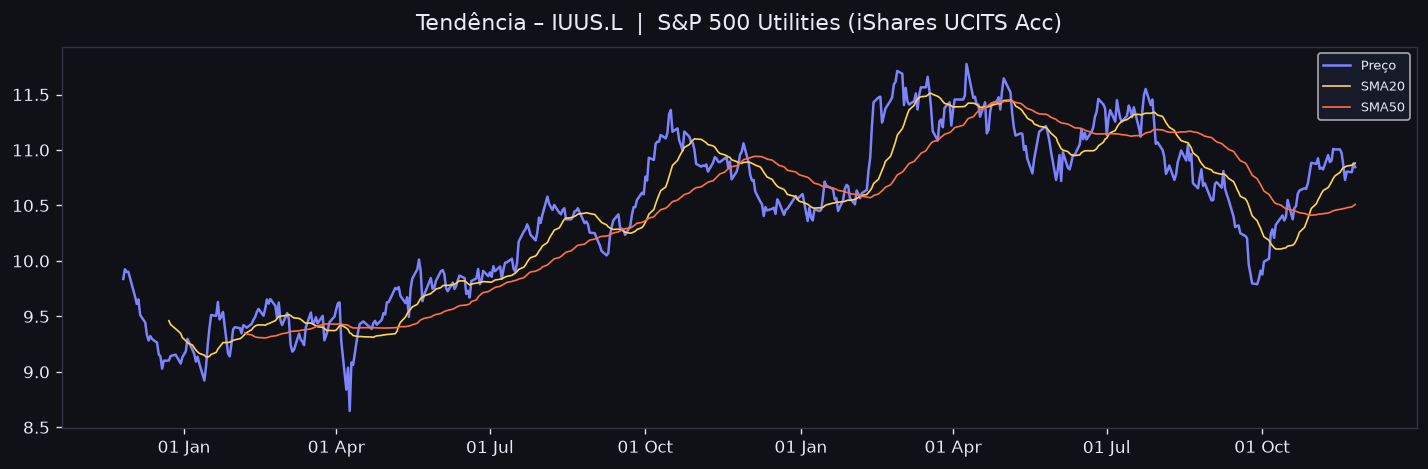 Tendência – IUUS.L | S&P 500 Utilities (iShares UCITS Acc)
Preço
SMA20
SMA50
11.5
11.0
10.5
10.0
9.5
9.0
8.5
01 Jan 01 Apr 01 Jul 01 Oct 01 Jan 01 Apr 01 Jul 01 Oct